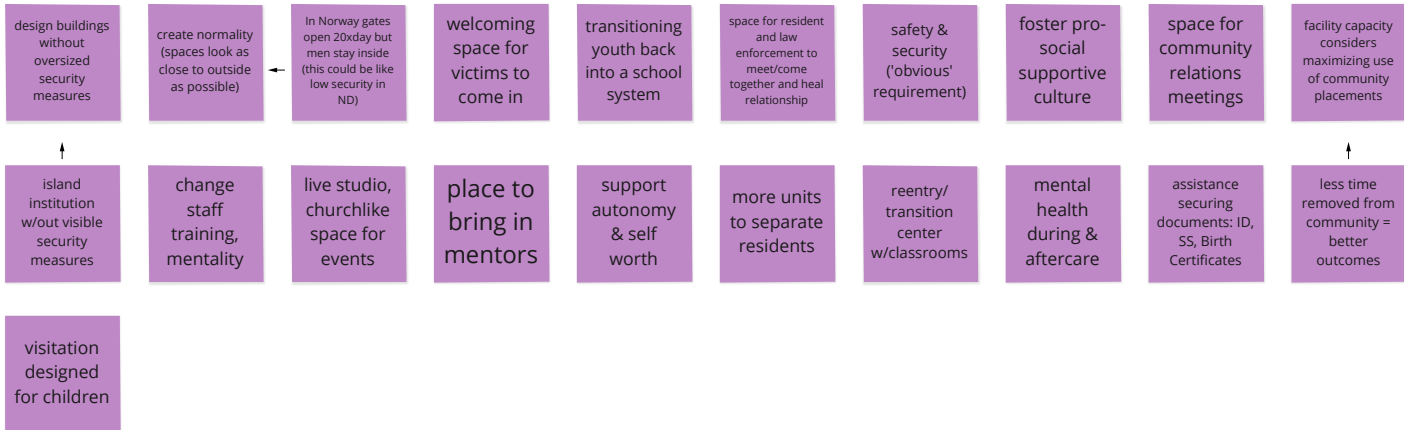 design buildings
without
oversized
security
measures
create normality
(spaces look as
close to outside
as possible)
In Norway gates
open 20xday but
men stay inside
(this could be like
low security in
ND)
welcoming
space for
victims to
come in
transitioning
youth back
into a school
system
space for resident
and law
enforcement to
meet/come
together and heal
relationship
safety &
security
('obvious'
requirement)
foster pro-
social
supportive
culture
space for
community
relations
meetings
facility capacity
considers
maximizing use
of community
placements
island
institution
w/out visible
security
measures
change
staff
training,
mentality
live studio,
churchlike
space for
events
place to
bring in
mentors
support
autonomy
& self
worth
more units
to separate
residents
reentry/
transition
center
w/classrooms
mental
health
during &
aftercare
assistance
securing
documents: ID,
SS, Birth
Certificates
less time
removed from
community =
better
outcomes
visitation
designed
for children